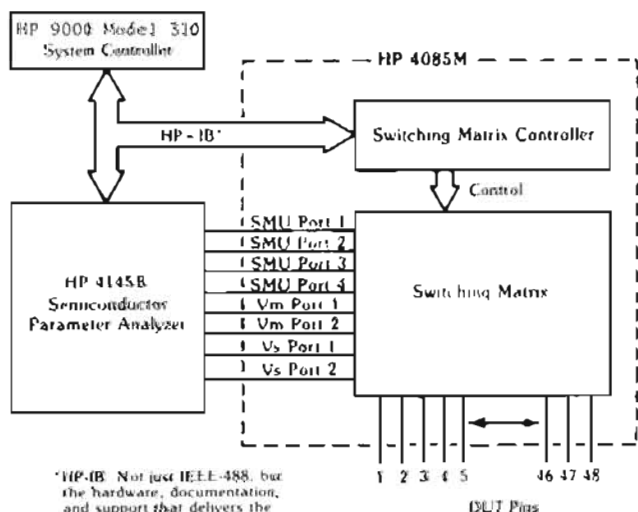 HP 9000 Model 310
System Controller
HP 4085M
HP-IB*
Switching Matrix Controller
Control
HP 4145B
Semiconductor
Parameter Analyzer
SMU Port 1
SMU Port 2
SMU Port 3
SMU Port 4
Vm Port 1
Vm Port 2
Vs Port 1
Vs Port 2
Switching Matrix
1 2 3 4 5 46 47 48
DUT Pins
*HP-IB: Not just IEEE-488, but
the hardware, documentation,
and support that delivers the